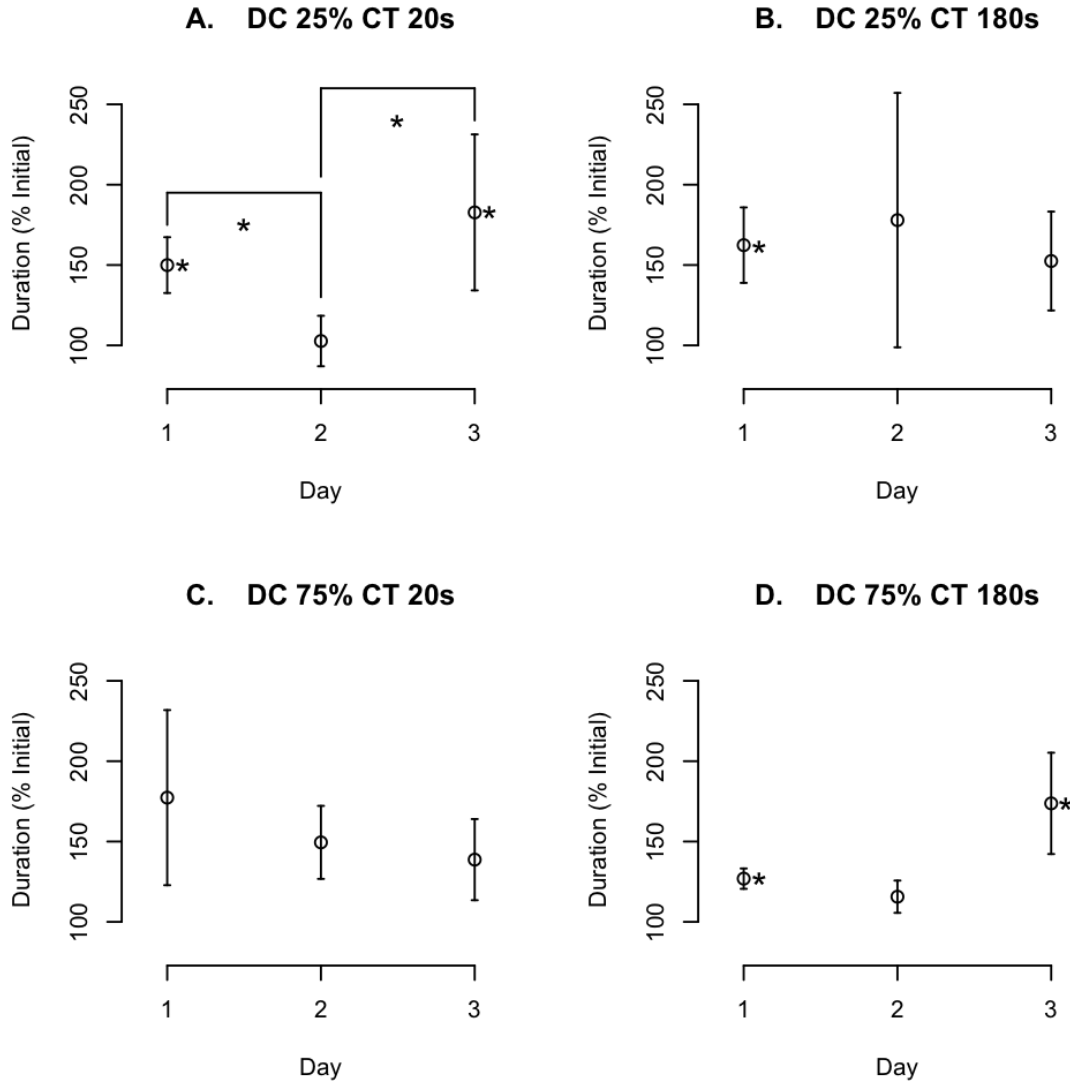 A. DC 25% CT 20s
Duration (% Initial)
250
200
150
100
*
*
*
*
1 2 3
Day
B. DC 25% CT 180s
Duration (% Initial)
250
200
150
100
*
1 2 3
Day
C. DC 75% CT 20s
Duration (% Initial)
250
200
150
100
1 2 3
Day
D. DC 75% CT 180s
Duration (% Initial)
250
200
150
100
*
*
1 2 3
Day